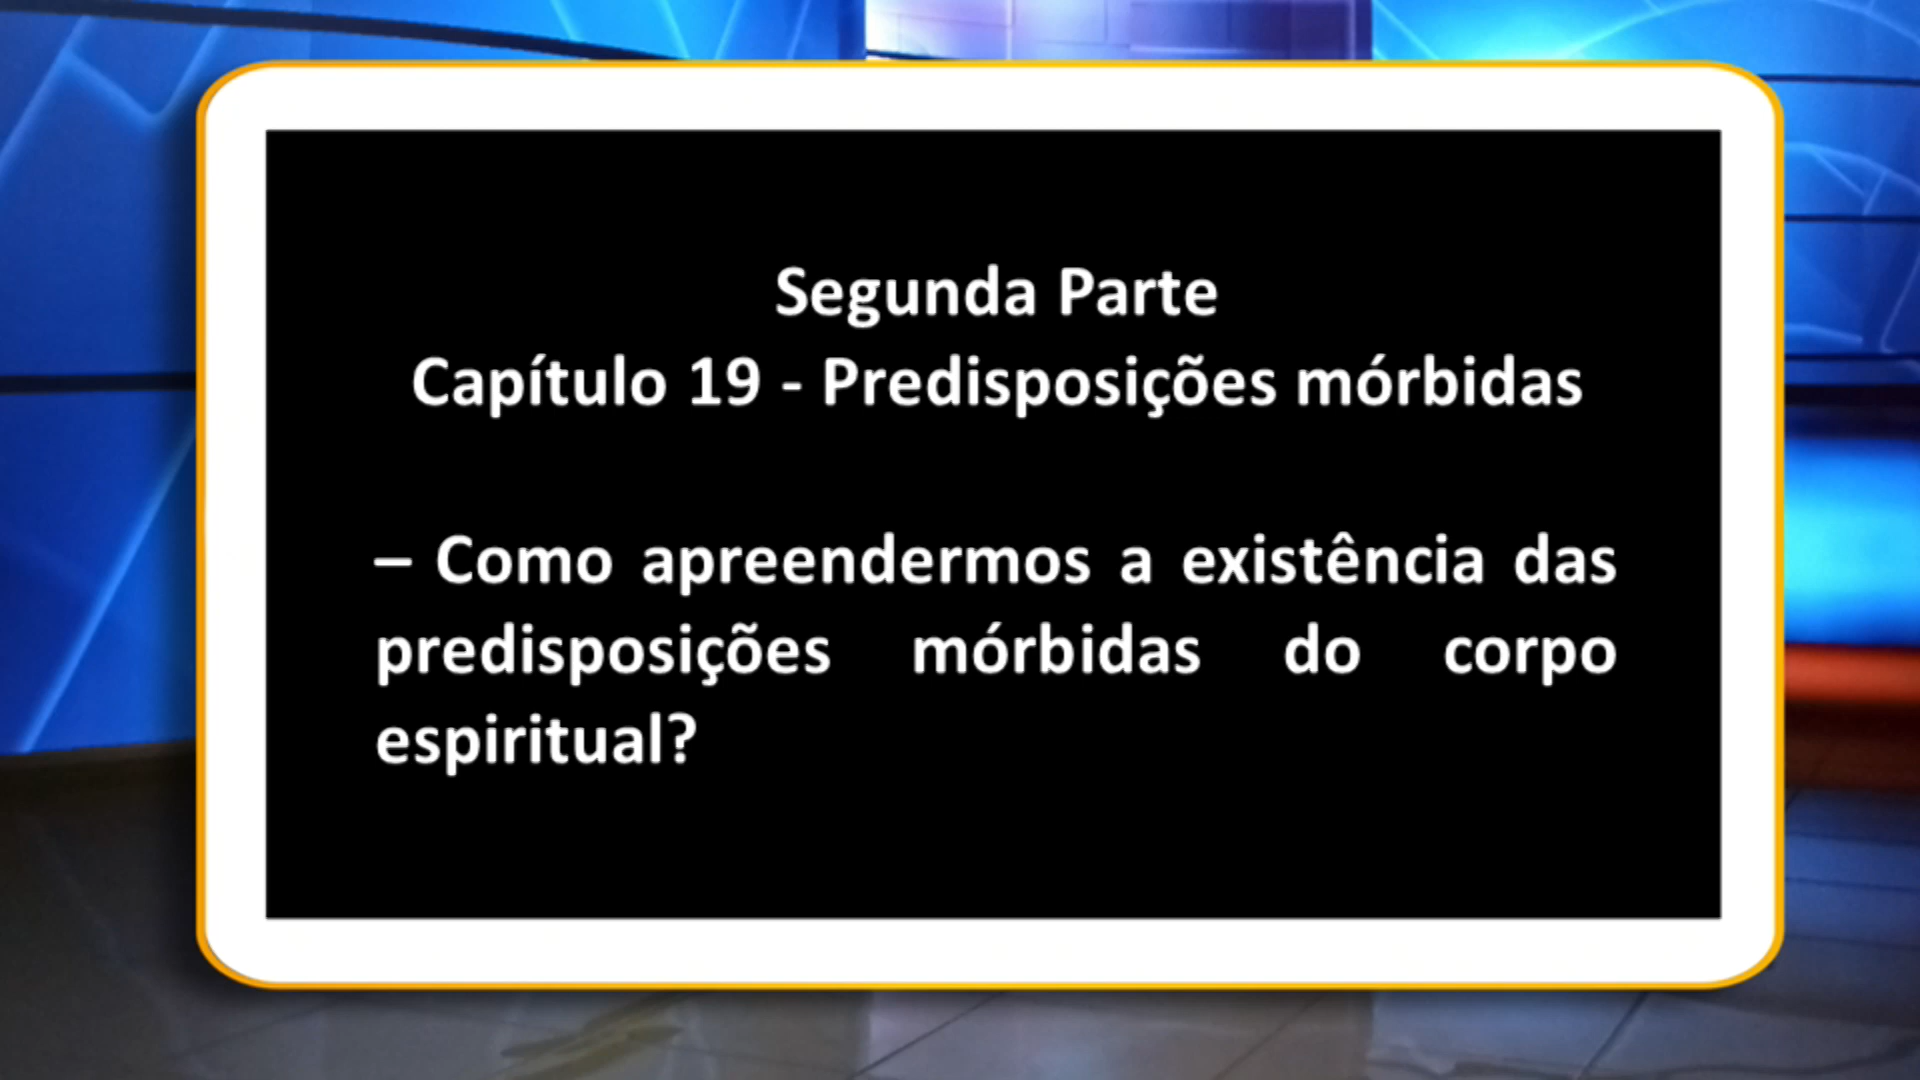 Segunda Parte
Capítulo 19 - Predisposições mórbidas
– Como apreendermos a existência das
predisposições mórbidas do corpo
espiritual?